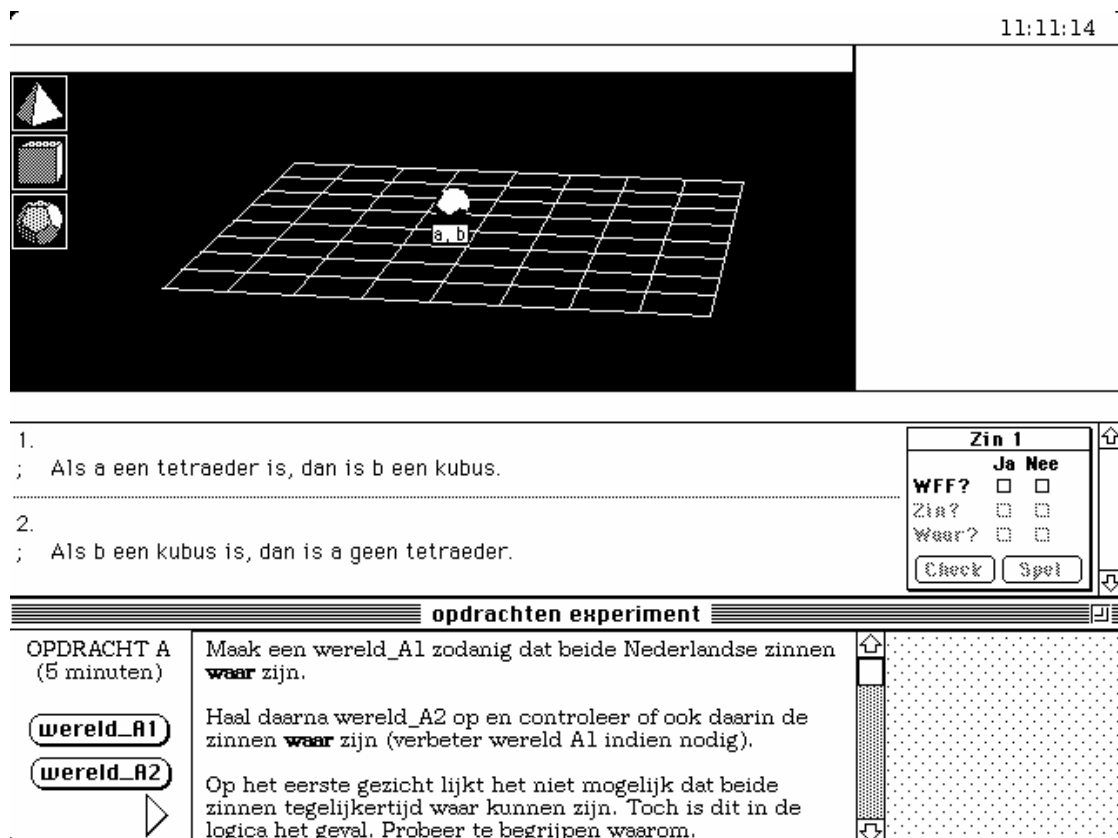 11:11:14
a, b
1.
; Als a een tetraeder is, dan is b een kubus.
2.
; Als b een kubus is, dan is a geen tetraeder.
Zin 1
Ja Nee
WFF?
Zin?
Waar?
Check Spel
opdrachten experiment
OPDRACHT A
(5 minuten)
wereld_A1
wereld_A2
Maak een wereld_A1 zodanig dat beide Nederlandse zinnen
waar zijn.
Haal daarna wereld_A2 op en controleer of ook daarin de
zinnen waar zijn (verbeter wereld A1 indien nodig).
Op het eerste gezicht lijkt het niet mogelijk dat beide
zinnen tegelijkertijd waar kunnen zijn. Toch is dit in de
logica het geval. Probeer te begrijpen waarom.